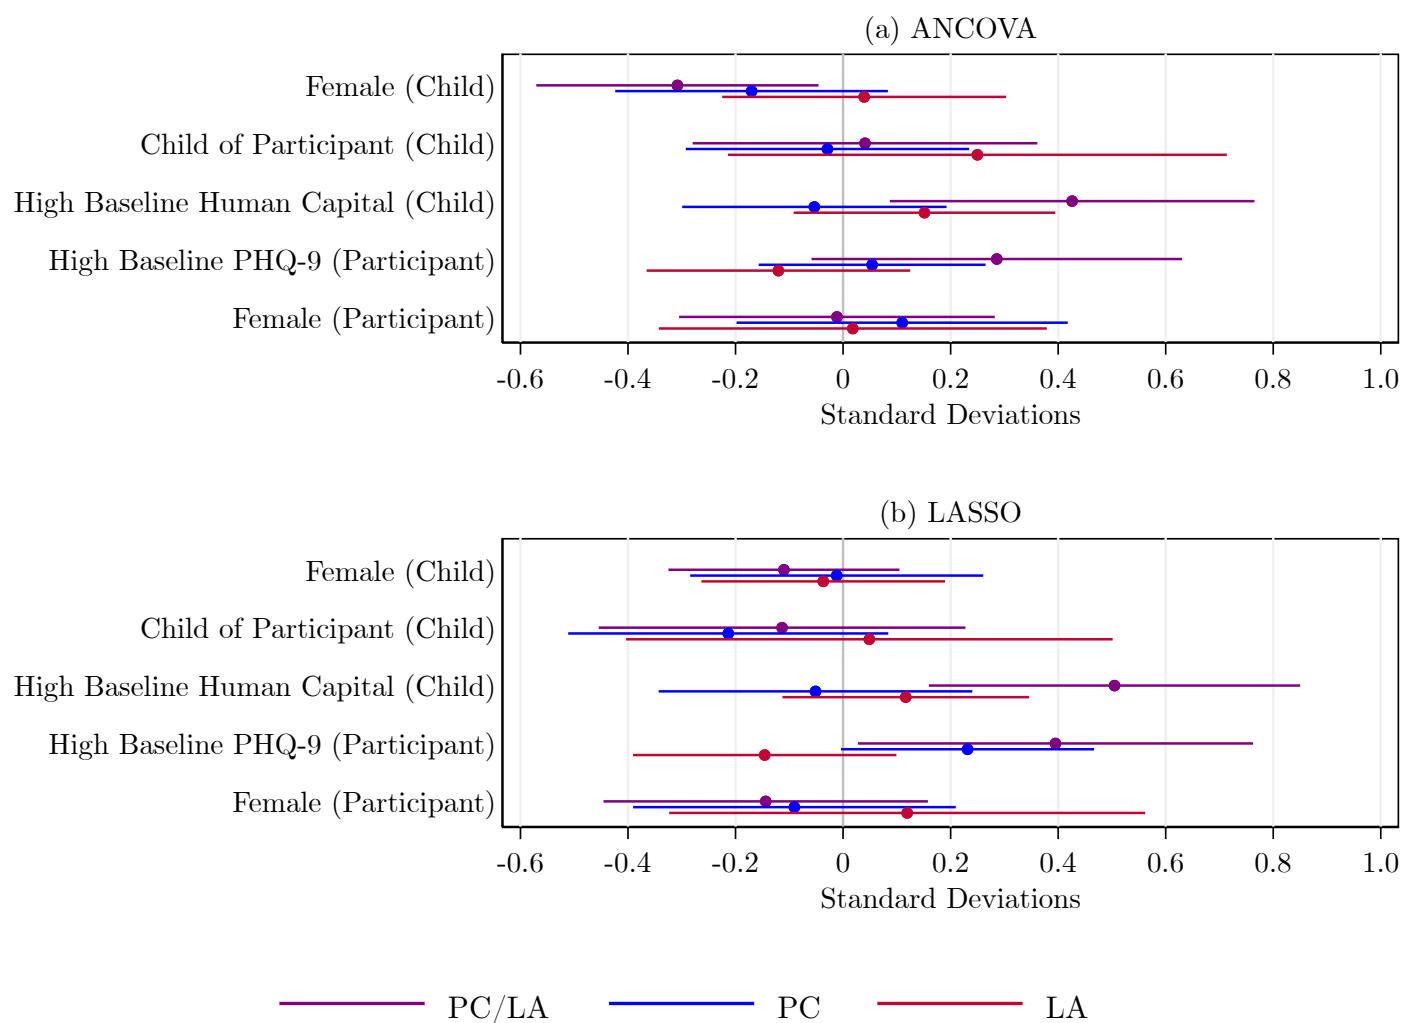 (a) ANCOVA
Female (Child)
Child of Participant (Child)
High Baseline Human Capital (Child)
High Baseline PHQ-9 (Participant)
Female (Participant)
-0.6 -0.4 -0.2 0 0.2 0.4 0.6 0.8 1.0
Standard Deviations
(b) LASSO
Female (Child)
Child of Participant (Child)
High Baseline Human Capital (Child)
High Baseline PHQ-9 (Participant)
Female (Participant)
-0.6 -0.4 -0.2 0 0.2 0.4 0.6 0.8 1.0
Standard Deviations
PC/LA PC LA